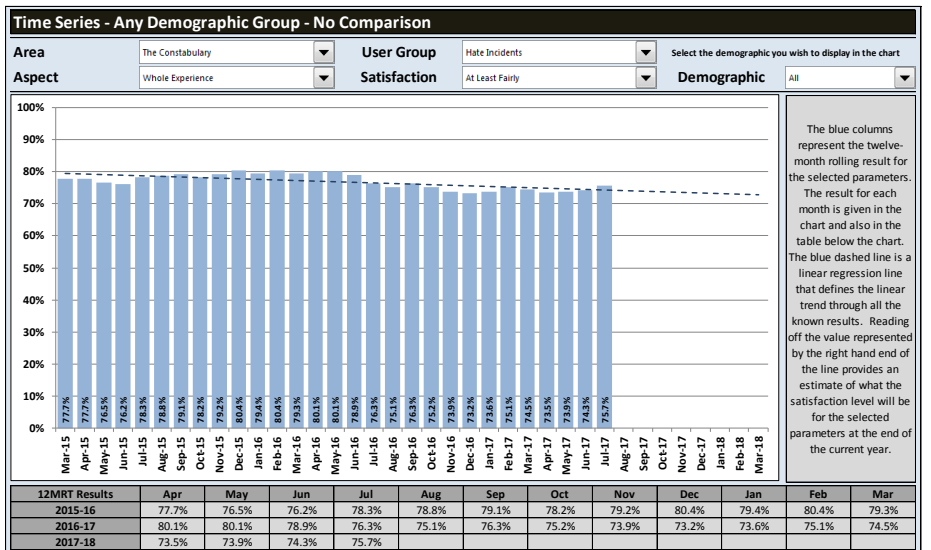 Time Series - Any Demographic Group - No Comparison
Area The Constabulary User Group Hate Incidents Select the demographic you wish to display in the chart
Aspect Whole Experience Satisfaction At Least Fairly Demographic All
100%
90%
80%
70%
60%
50%
40%
30%
20%
10%
0%
77.7% 77.7% 76.5% 76.2% 78.3% 78.8% 79.1% 78.2% 79.2% 80.4% 79.4% 80.4% 79.3% 80.1% 80.1% 78.9% 76.3% 75.1% 76.3% 75.2% 73.9% 73.2% 73.6% 75.1% 74.5% 73.5% 73.9% 74.3% 75.7%
Mar-15 Apr-15 May-15 Jun-15 Jul-15 Aug-15 Sep-15 Oct-15 Nov-15 Dec-15 Jan-16 Feb-16 Mar-16 Apr-16 May-16 Jun-16 Jul-16 Aug-16 Sep-16 Oct-16 Nov-16 Dec-16 Jan-17 Feb-17 Mar-17 Apr-17 May-17 Jun-17 Jul-17 Aug-17 Sep-17 Oct-17 Nov-17 Dec-17 Jan-18 Feb-18 Mar-18
The blue columns
represent the twelve-
month rolling result for
the selected parameters.
The result for each
month is given in the
chart and also in the
table below the chart.
The blue dashed line is a
linear regression line
that defines the linear
trend through all the
known results. Reading
off the value represented
by the right hand end of
the line provides an
estimate of what the
satisfaction level will be
for the selected
parameters at the end of
the current year.
12MRT Results Apr May Jun Jul Aug Sep Oct Nov Dec Jan Feb Mar
2015-16 77.7% 76.5% 76.2% 78.3% 78.8% 79.1% 78.2% 79.2% 80.4% 79.4% 80.4% 79.3%
2016-17 80.1% 80.1% 78.9% 76.3% 75.1% 76.3% 75.2% 73.9% 73.2% 73.6% 75.1% 74.5%
2017-18 73.5% 73.9% 74.3% 75.7%